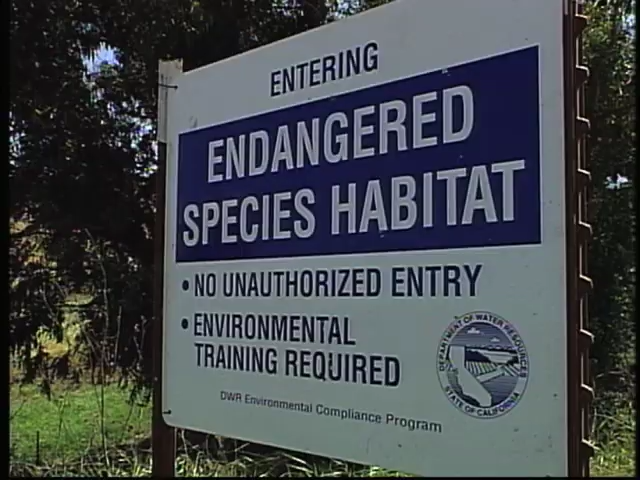 ENTERING
ENDANGERED
SPECIES HABITAT
• NO UNAUTHORIZED ENTRY
• ENVIRONMENTAL
TRAINING REQUIRED
DWR Environmental Compliance Program
DEPARTMENT OF WATER RESOURCES
STATE OF CALIFORNIA